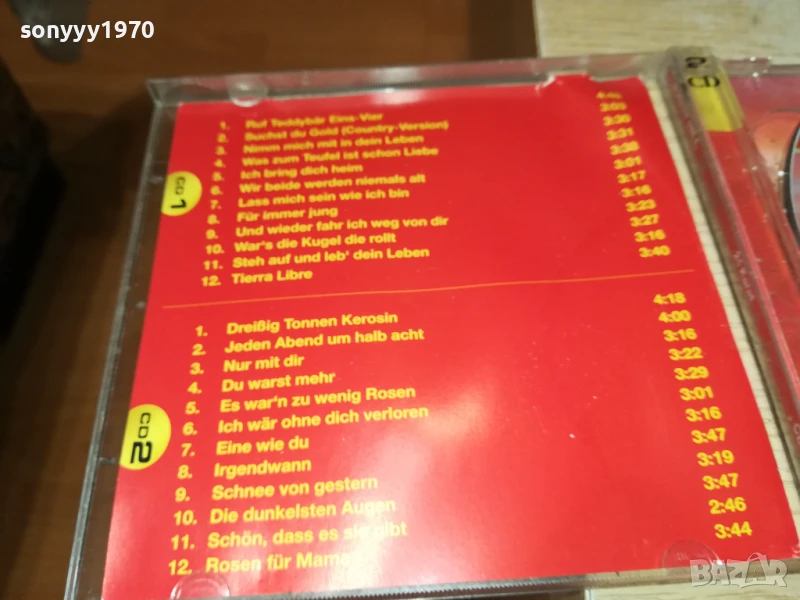 sonyyy1970
2 CD
CD 1
1. Ruf Teddybär Eins-Vier 4:45
2. Suchst du Gold (Country-Version) 3:05
3. Nimm mich mit in dein Leben 3:30
4. Was zum Teufel ist schon Liebe 3:31
5. Ich bring dich heim 3:38
6. Wir beide werden niemals alt 3:01
7. Lass mich sein wie ich bin 3:17
8. Für immer jung 3:16
9. Und wieder fahr ich weg von dir 3:23
10. War's die Kugel die rollt 3:27
11. Steh auf und leb' dein Leben 3:16
12. Tierra Libre 3:40
CD 2
1. Dreißig Tonnen Kerosin 4:18
2. Jeden Abend um halb acht 4:00
3. Nur mit dir 3:16
4. Du warst mehr 3:22
5. Es war'n zu wenig Rosen 3:29
6. Ich wär ohne dich verloren 3:01
7. Eine wie du 3:16
8. Irgendwann 3:47
9. Schnee von gestern 3:19
10. Die dunkelsten Augen 3:47
11. Schön, dass es sie gibt 2:46
12. Rosen für Mama 3:44
BAZAR